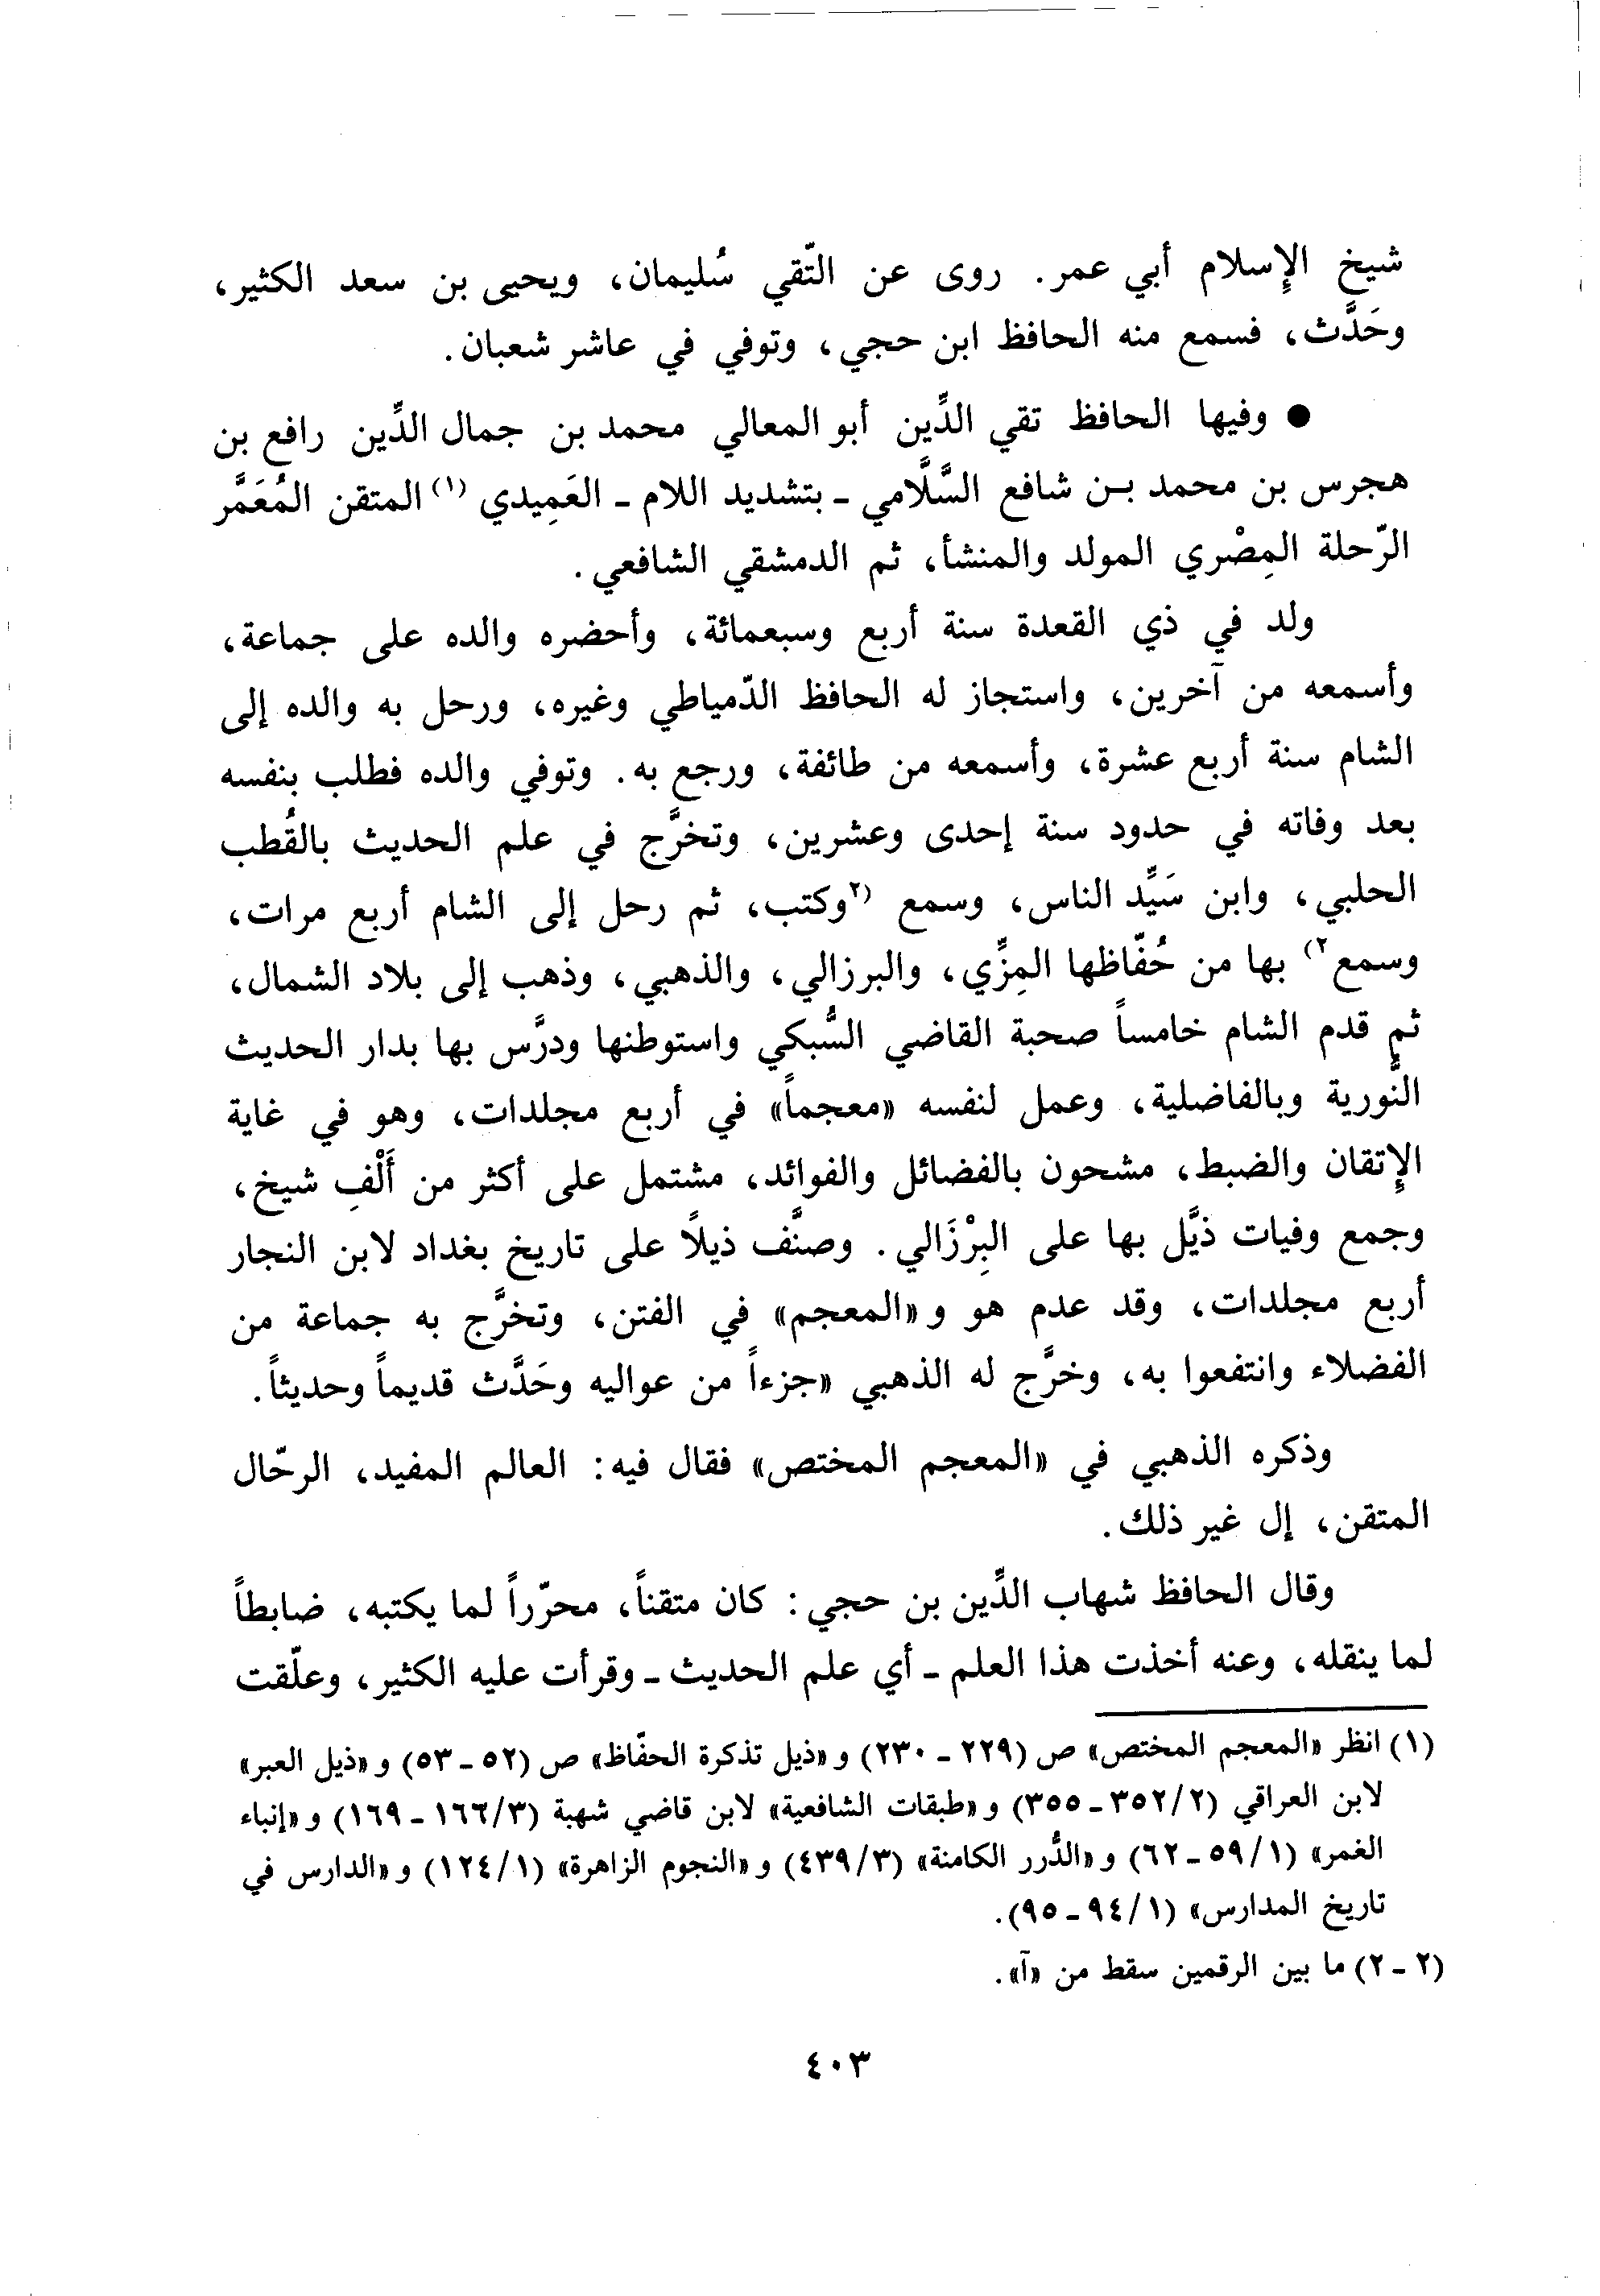 شيخ الإسلام أبي عمر. روى عن التّقي سُليمان، ويحيى بن سعد الكثير،
وحَدَّث، فسمع منه الحافظ ابن حجي، وتوفي في عاشر شعبان.
● وفيها الحافظ تقي الدِّين أبو المعالي محمد بن جمال الدِّين رافع بن
هجرس بن محمد بن شافع السَّلَّامي ـ بتشديد اللام ـ العَمِيدي (١) المتقن المُعَمَّر
الرّحلة المِصْري المولد والمنشأ، ثم الدمشقي الشافعي.
ولد في ذي القعدة سنة أربع وسبعمائة، وأحضره والده على جماعة،
وأسمعه من آخرين، واستجاز له الحافظ الدّمياطي وغيره، ورحل به والده إلى
الشام سنة أربع عشرة، وأسمعه من طائفة، ورجع به. وتوفي والده فطلب بنفسه
بعد وفاته في حدود سنة إحدى وعشرين، وتخرَّج في علم الحديث بالقُطب
الحلبي، وابن سَيِّد الناس، وسمع (٢وكتب، ثم رحل إلى الشام أربع مرات،
وسمع٢) بها من حُفّاظها المِزِّي، والبرزالي، والذهبي، وذهب إلى بلاد الشمال،
ثم قدم الشام خامساً صحبة القاضي السُّبكي واستوطنها ودرَّس بها بدار الحديث
النُّورية وبالفاضلية، وعمل لنفسه «معجماً» في أربع مجلدات، وهو في غاية
الإتقان والضبط، مشحون بالفضائل والفوائد، مشتمل على أكثر من أَلْفِ شيخ،
وجمع وفيات ذيَّل بها على البِرْزَالي. وصنَّف ذيلاً على تاريخ بغداد لابن النجار
أربع مجلدات، وقد عدم هو و«المعجم» في الفتن، وتخرَّج به جماعة من
الفضلاء وانتفعوا به، وخرَّج له الذهبي «جزءاً من عواليه وحَدَّث قديماً وحديثاً.
وذكره الذهبي في «المعجم المختص» فقال فيه: العالم المفيد، الرحّال
المتقن، إل غير ذلك.
وقال الحافظ شهاب الدِّين بن حجي: كان متقناً، محرّراً لما يكتبه، ضابطاً
لما ينقله، وعنه أخذت هذا العلم ـ أي علم الحديث ـ وقرأت عليه الكثير، وعلّقت
(١) انظر «المعجم المختص» ص (٢٢٩ ـ ٢٣٠) و«ذيل تذكرة الحفّاظ» ص (٥٢ ـ ٥٣) و«ذيل العبر»
لابن العراقي (٢/٣٥٢ ـ ٣٥٥) و«طبقات الشافعية» لابن قاضي شهبة (٣/١٦٦ ـ ١٦٩) و«إنباء
الغمر» (١/٥٩ ـ ٦٢) و«الدُّرر الكامنة» (٣/٤٣٩) و«النجوم الزاهرة» (١/١٢٤) و«الدارس في
تاريخ المدارس» (١/٩٤ ـ ٩٥).
(٢ ـ ٢) ما بين الرقمين سقط من «آ».
٤٠٣